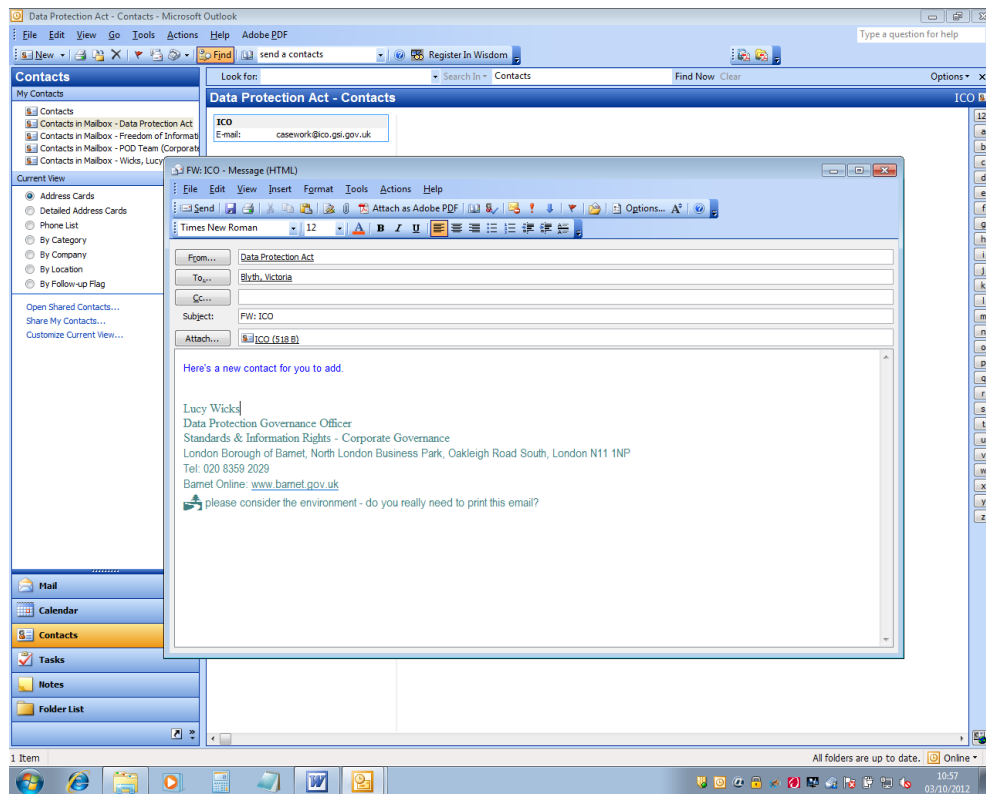 Data Protection Act - Contacts - Microsoft Outlook
File Edit View Go Tools Actions Help Adobe PDF
Type a question for help
New Find send a contacts Register In Wisdom
Contacts
Look for: Search In Contacts Find Now Clear Options
My Contacts
Data Protection Act - Contacts ICO
Contacts
Contacts in Mailbox - Data Protection Act
Contacts in Mailbox - Freedom of Informati
Contacts in Mailbox - POD Team (Corporate
Contacts in Mailbox - Wicks, Lucy
ICO
E-mail: casework@ico.gsi.gov.uk
Current View
Address Cards
Detailed Address Cards
Phone List
By Category
By Company
By Location
By Follow-up Flag
Open Shared Contacts...
Share My Contacts...
Customize Current View...
FW: ICO - Message (HTML)
File Edit View Insert Format Tools Actions Help
Send Attach as Adobe PDF Options...
Times New Roman 12 A B I U
From... Data Protection Act
To... Blyth, Victoria
Cc...
Subject: FW: ICO
Attach... ICO (518 B)
Here's a new contact for you to add.
Lucy Wicks
Data Protection Governance Officer
Standards & Information Rights - Corporate Governance
London Borough of Barnet, North London Business Park, Oakleigh Road South, London N11 1NP
Tel: 020 8359 2029
Barnet Online: www.barnet.gov.uk
please consider the environment - do you really need to print this email?
12
a
b
c
d
e
f
g
h
i
j
k
l
m
n
o
p
q
r
s
t
u
v
w
x
y
z
Mail
Calendar
Contacts
Tasks
Notes
Folder List
1 Item
All folders are up to date. Online
10:57
03/10/2012